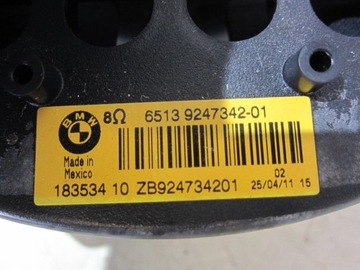 BMW
8Ω 6513 9247342-01
Made in
Mexico
02
183534 10 ZB924734201 25/04/11 15